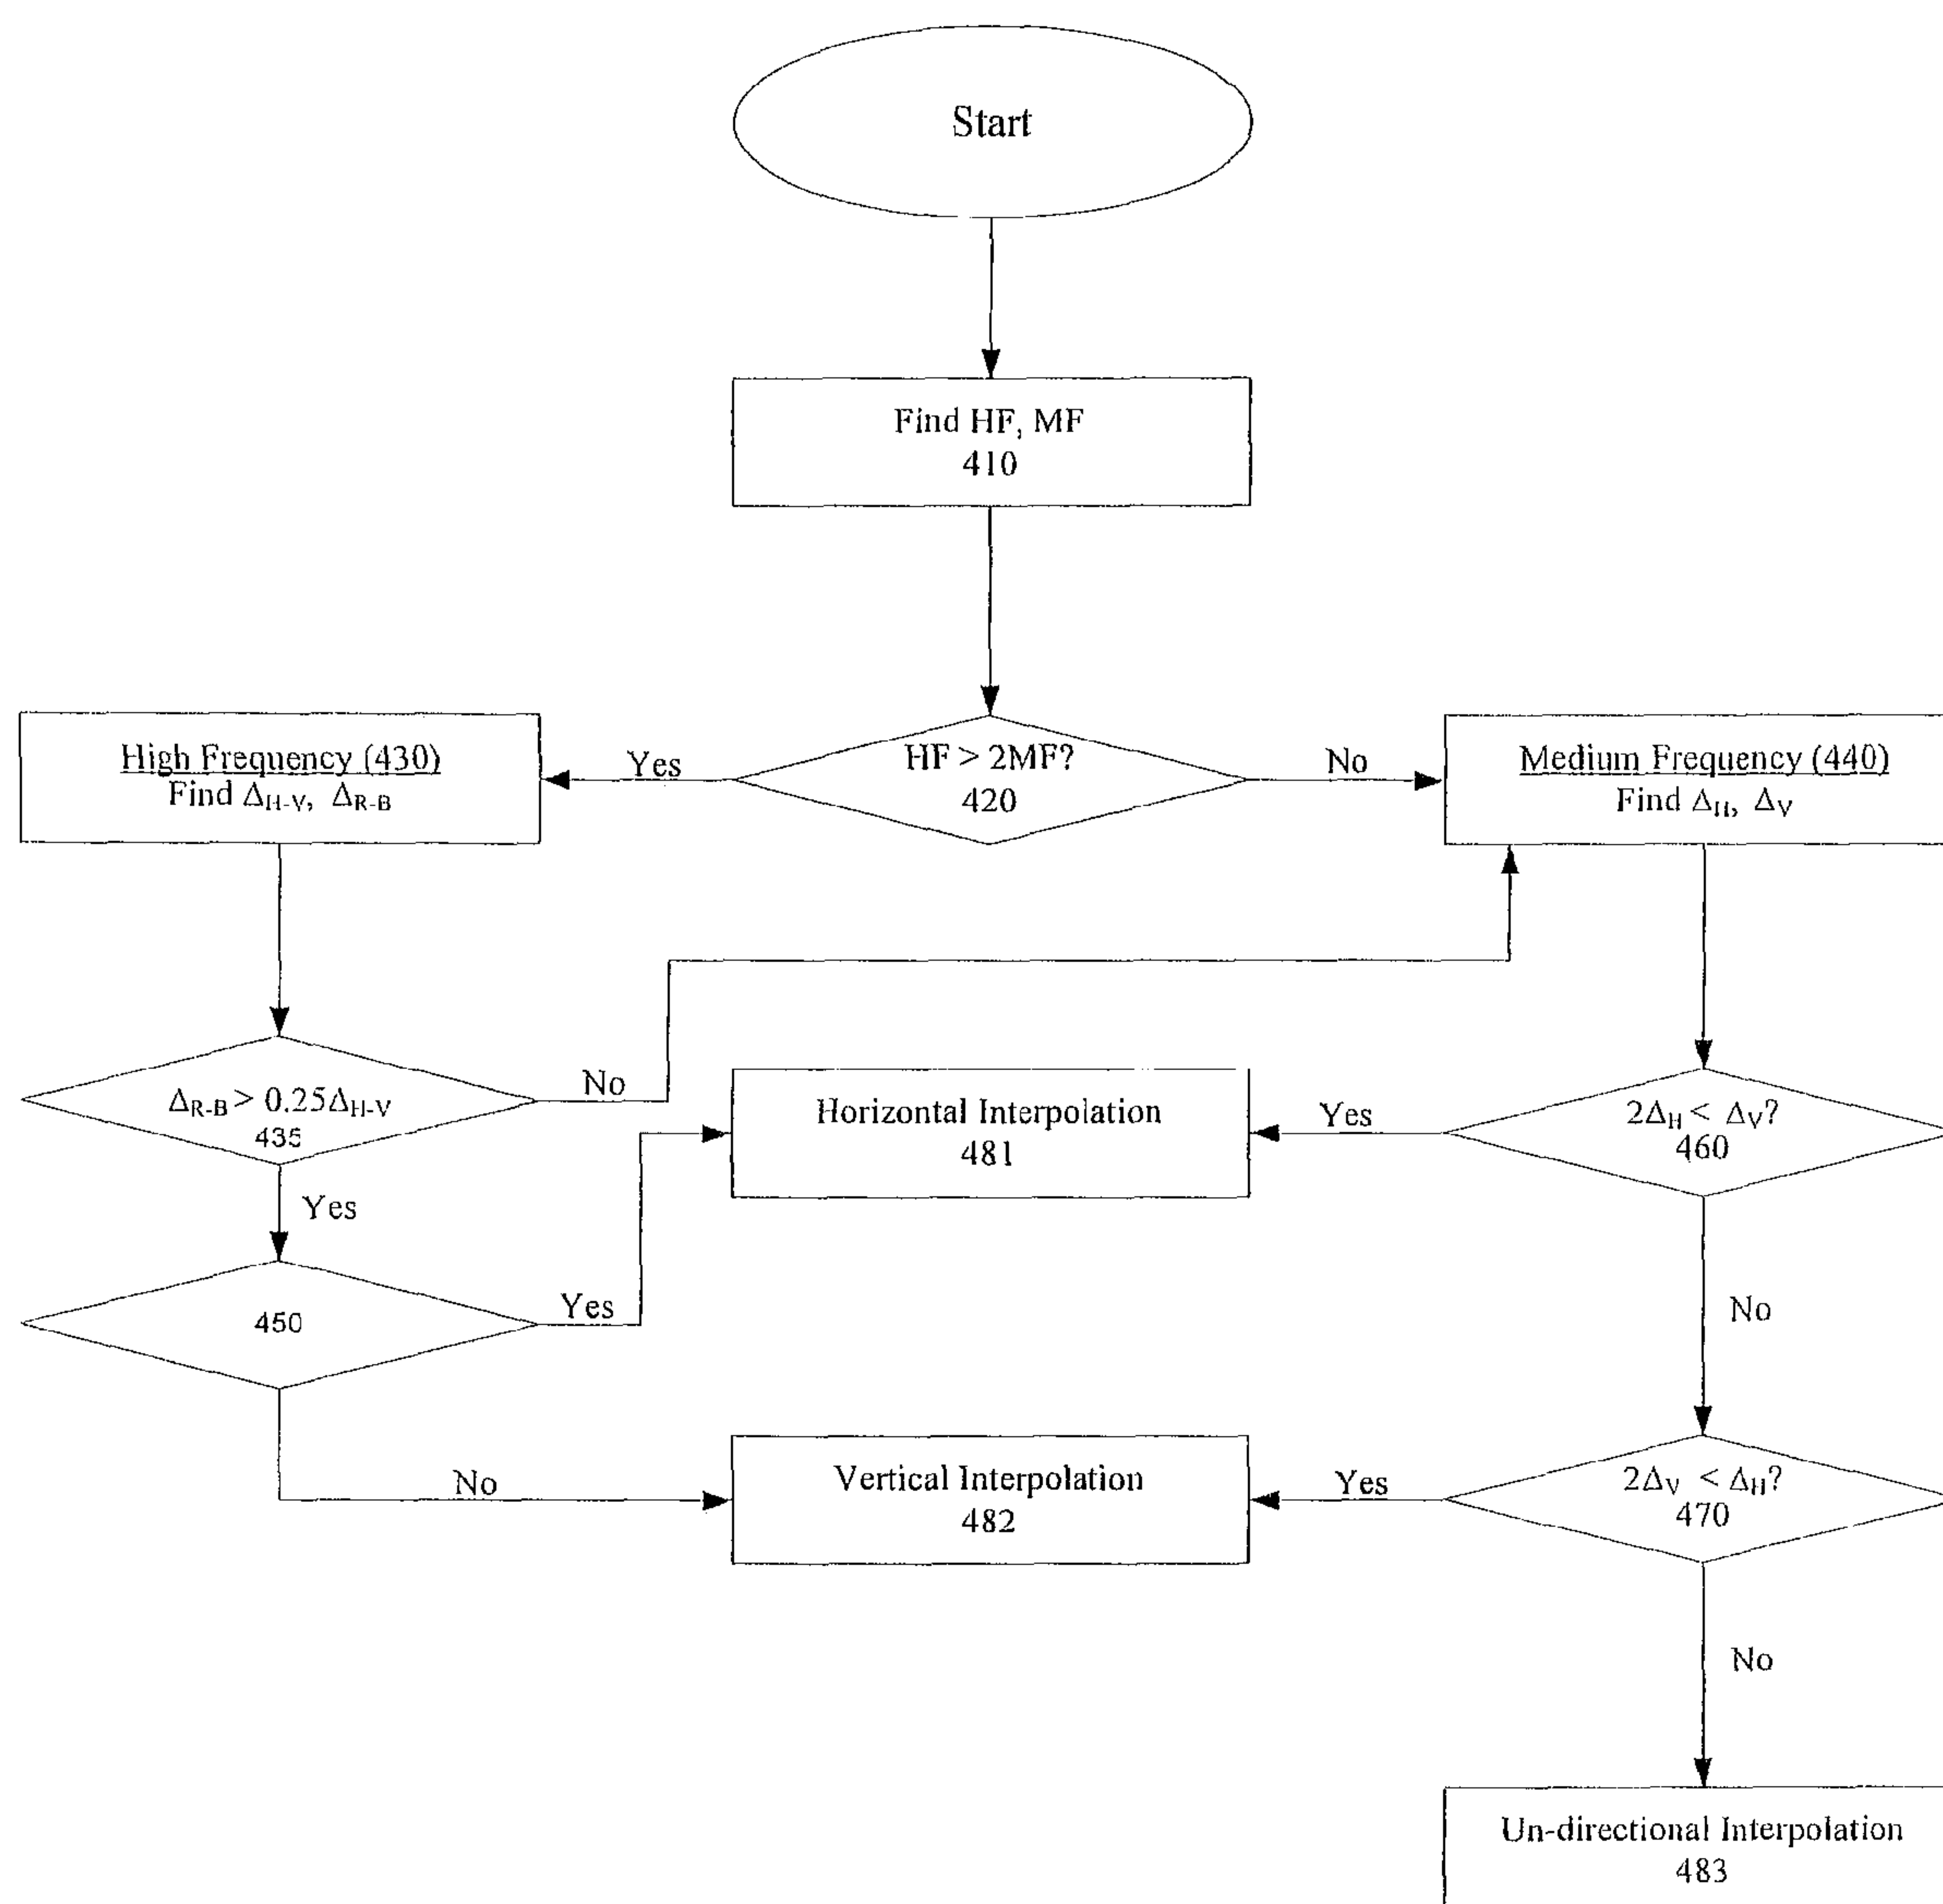 Start
Find HF, MF
410
High Frequency (430)
Find Δ_H-V, Δ_R-B
Yes
HF > 2MF?
420
No
Medium Frequency (440)
Find Δ_H, Δ_V
Δ_R-B > 0.25Δ_H-V
435
No
Horizontal Interpolation
481
Yes
2Δ_H < Δ_V?
460
Yes
450
Yes
No
No
Vertical Interpolation
482
Yes
2Δ_V < Δ_H?
470
No
Un-directional Interpolation
483